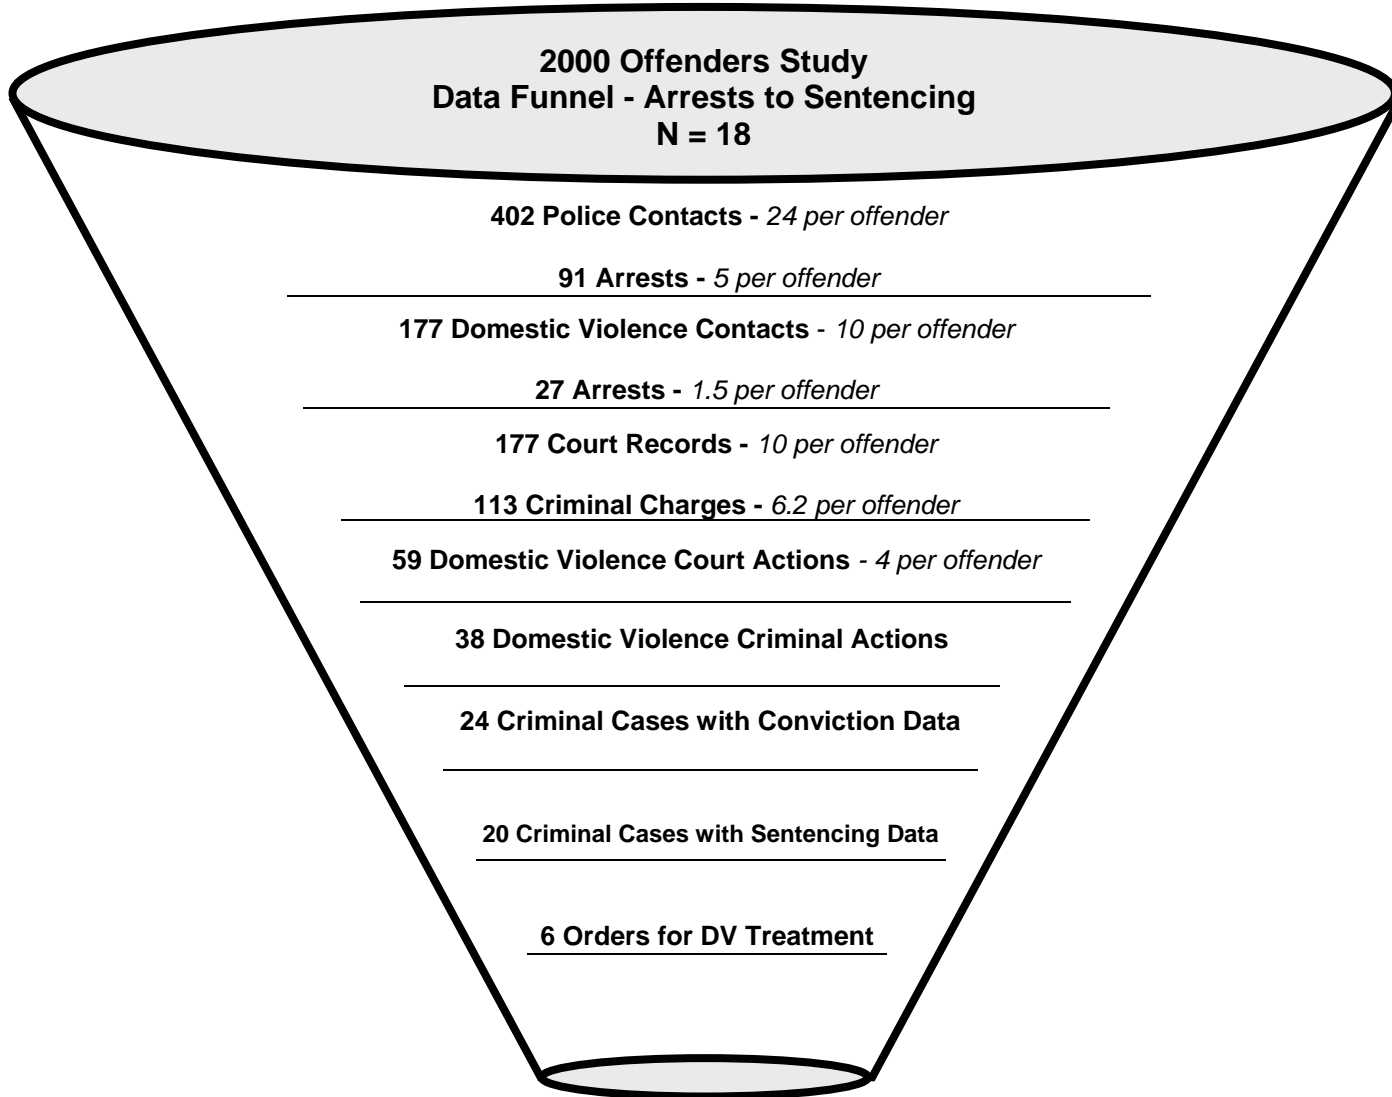 2000 Offenders Study
Data Funnel - Arrests to Sentencing
N = 18
402 Police Contacts - 24 per offender
91 Arrests - 5 per offender
177 Domestic Violence Contacts - 10 per offender
27 Arrests - 1.5 per offender
177 Court Records - 10 per offender
113 Criminal Charges - 6.2 per offender
59 Domestic Violence Court Actions - 4 per offender
38 Domestic Violence Criminal Actions
24 Criminal Cases with Conviction Data
20 Criminal Cases with Sentencing Data
6 Orders for DV Treatment